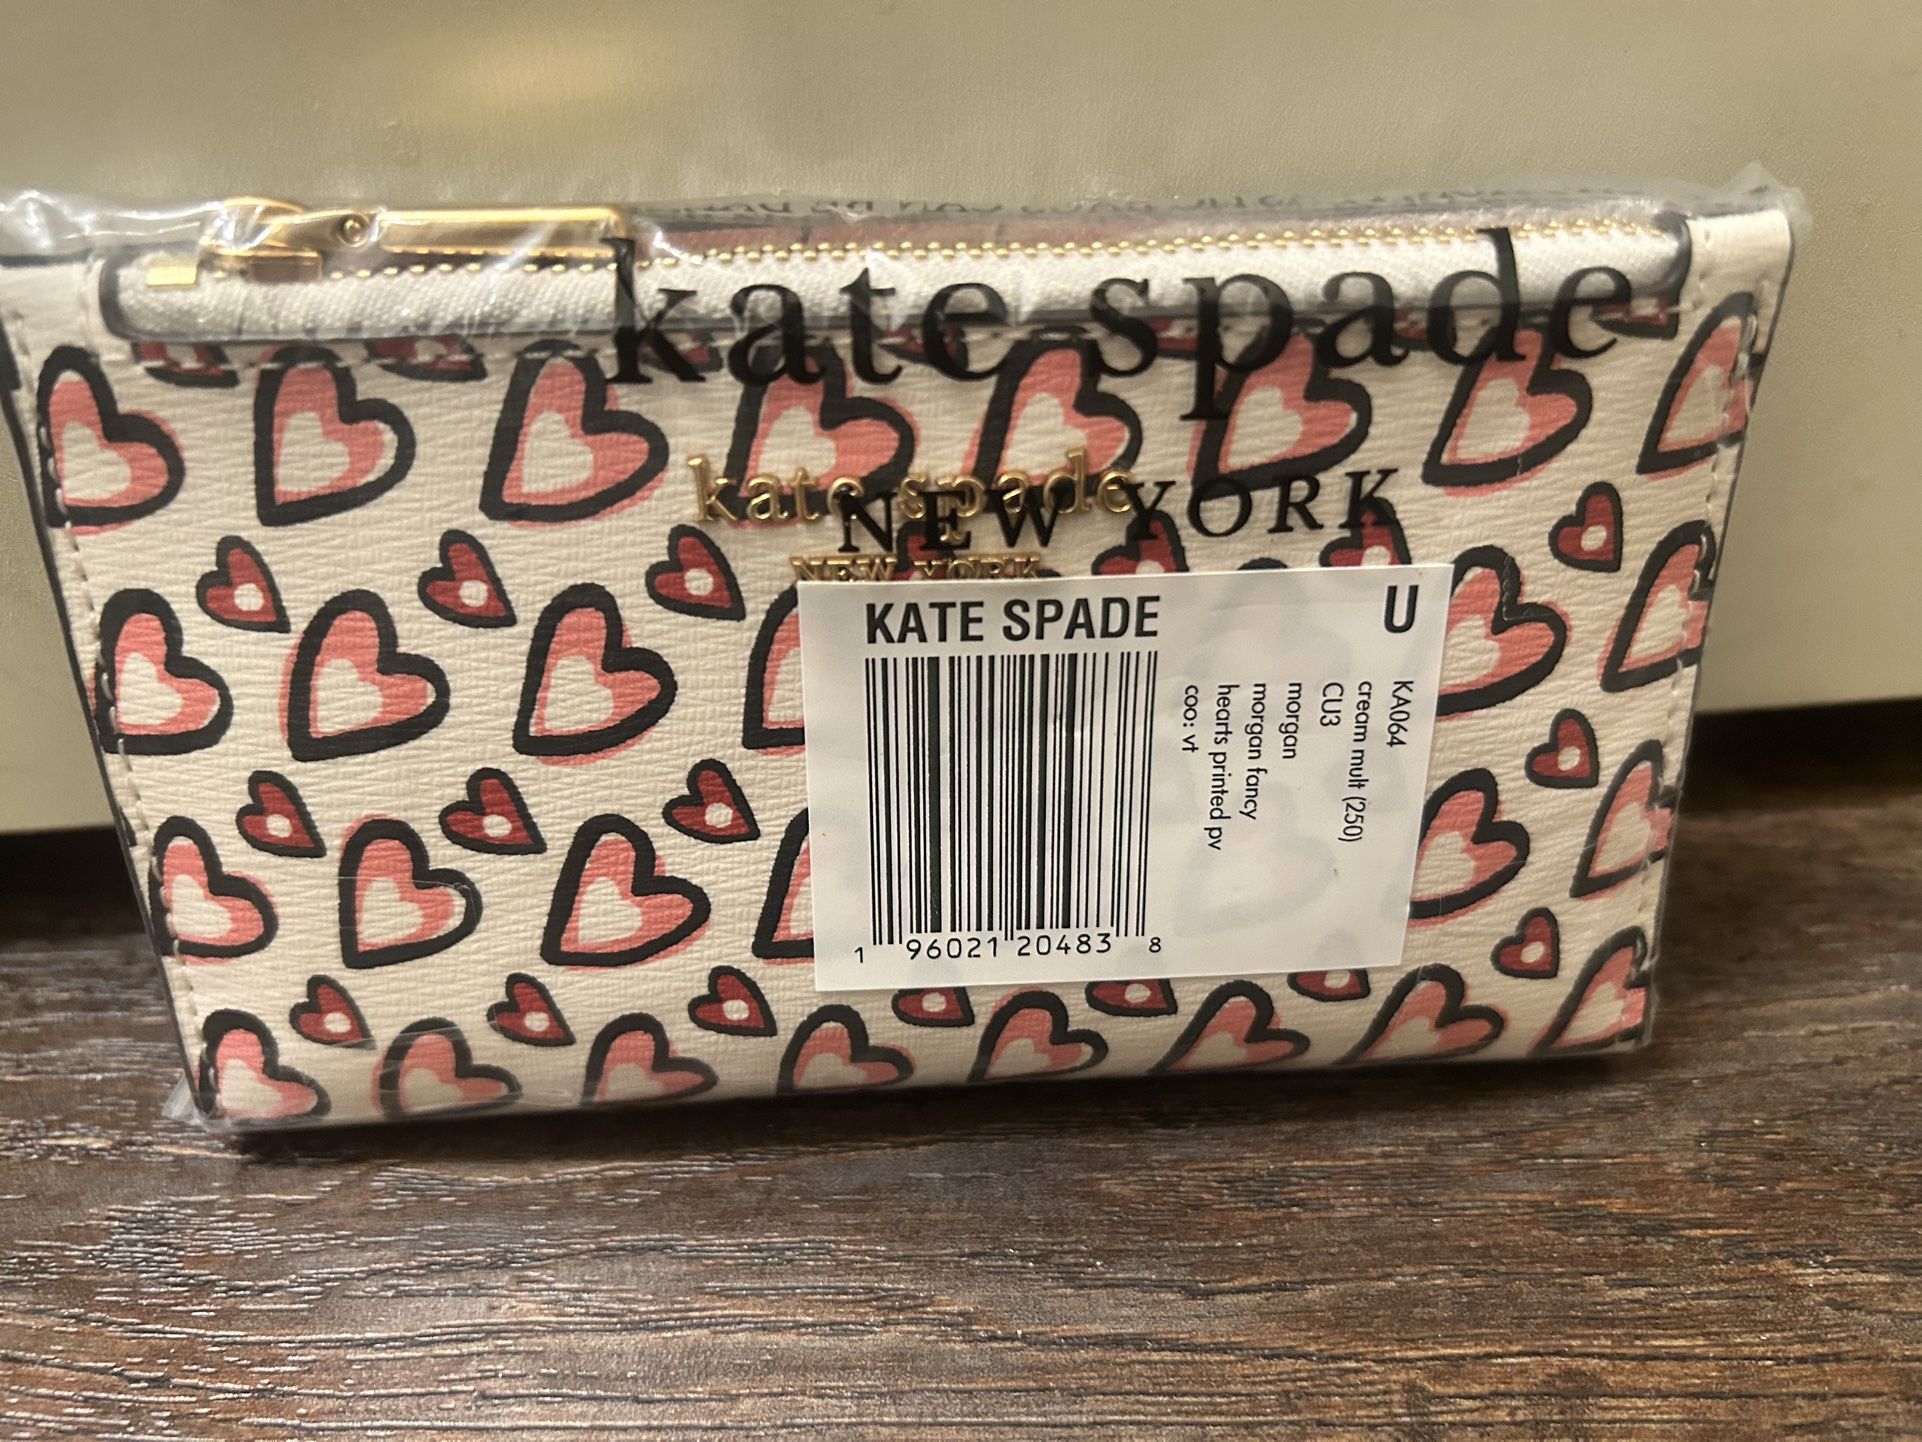 kate spade
NEW YORK
kate spade
NEW YORK
KATE SPADE
U
1 96021 20483 8
KA064
cream mult (250)
CU3
morgan
morgan fancy
hearts printed pv
coo: vt